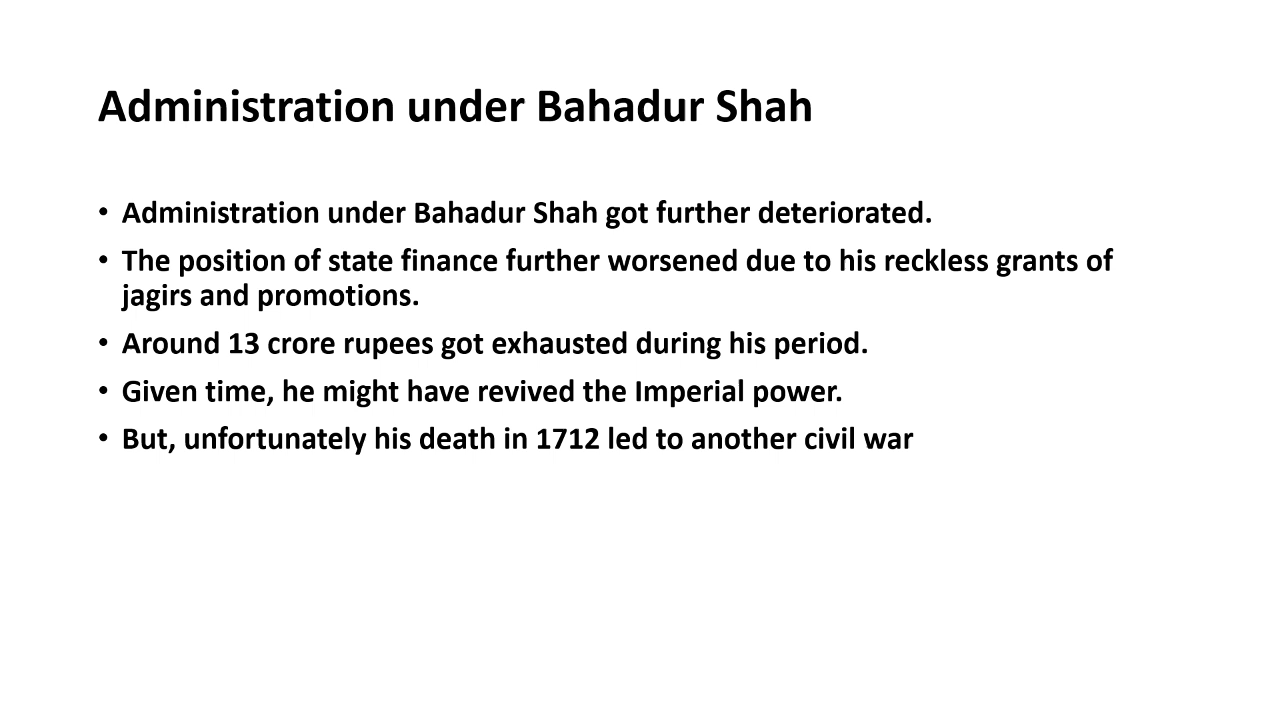 Administration under Bahadur Shah
• Administration under Bahadur Shah got further deteriorated.
• The position of state finance further worsened due to his reckless grants of
jagirs and promotions.
• Around 13 crore rupees got exhausted during his period.
• Given time, he might have revived the Imperial power.
• But, unfortunately his death in 1712 led to another civil war